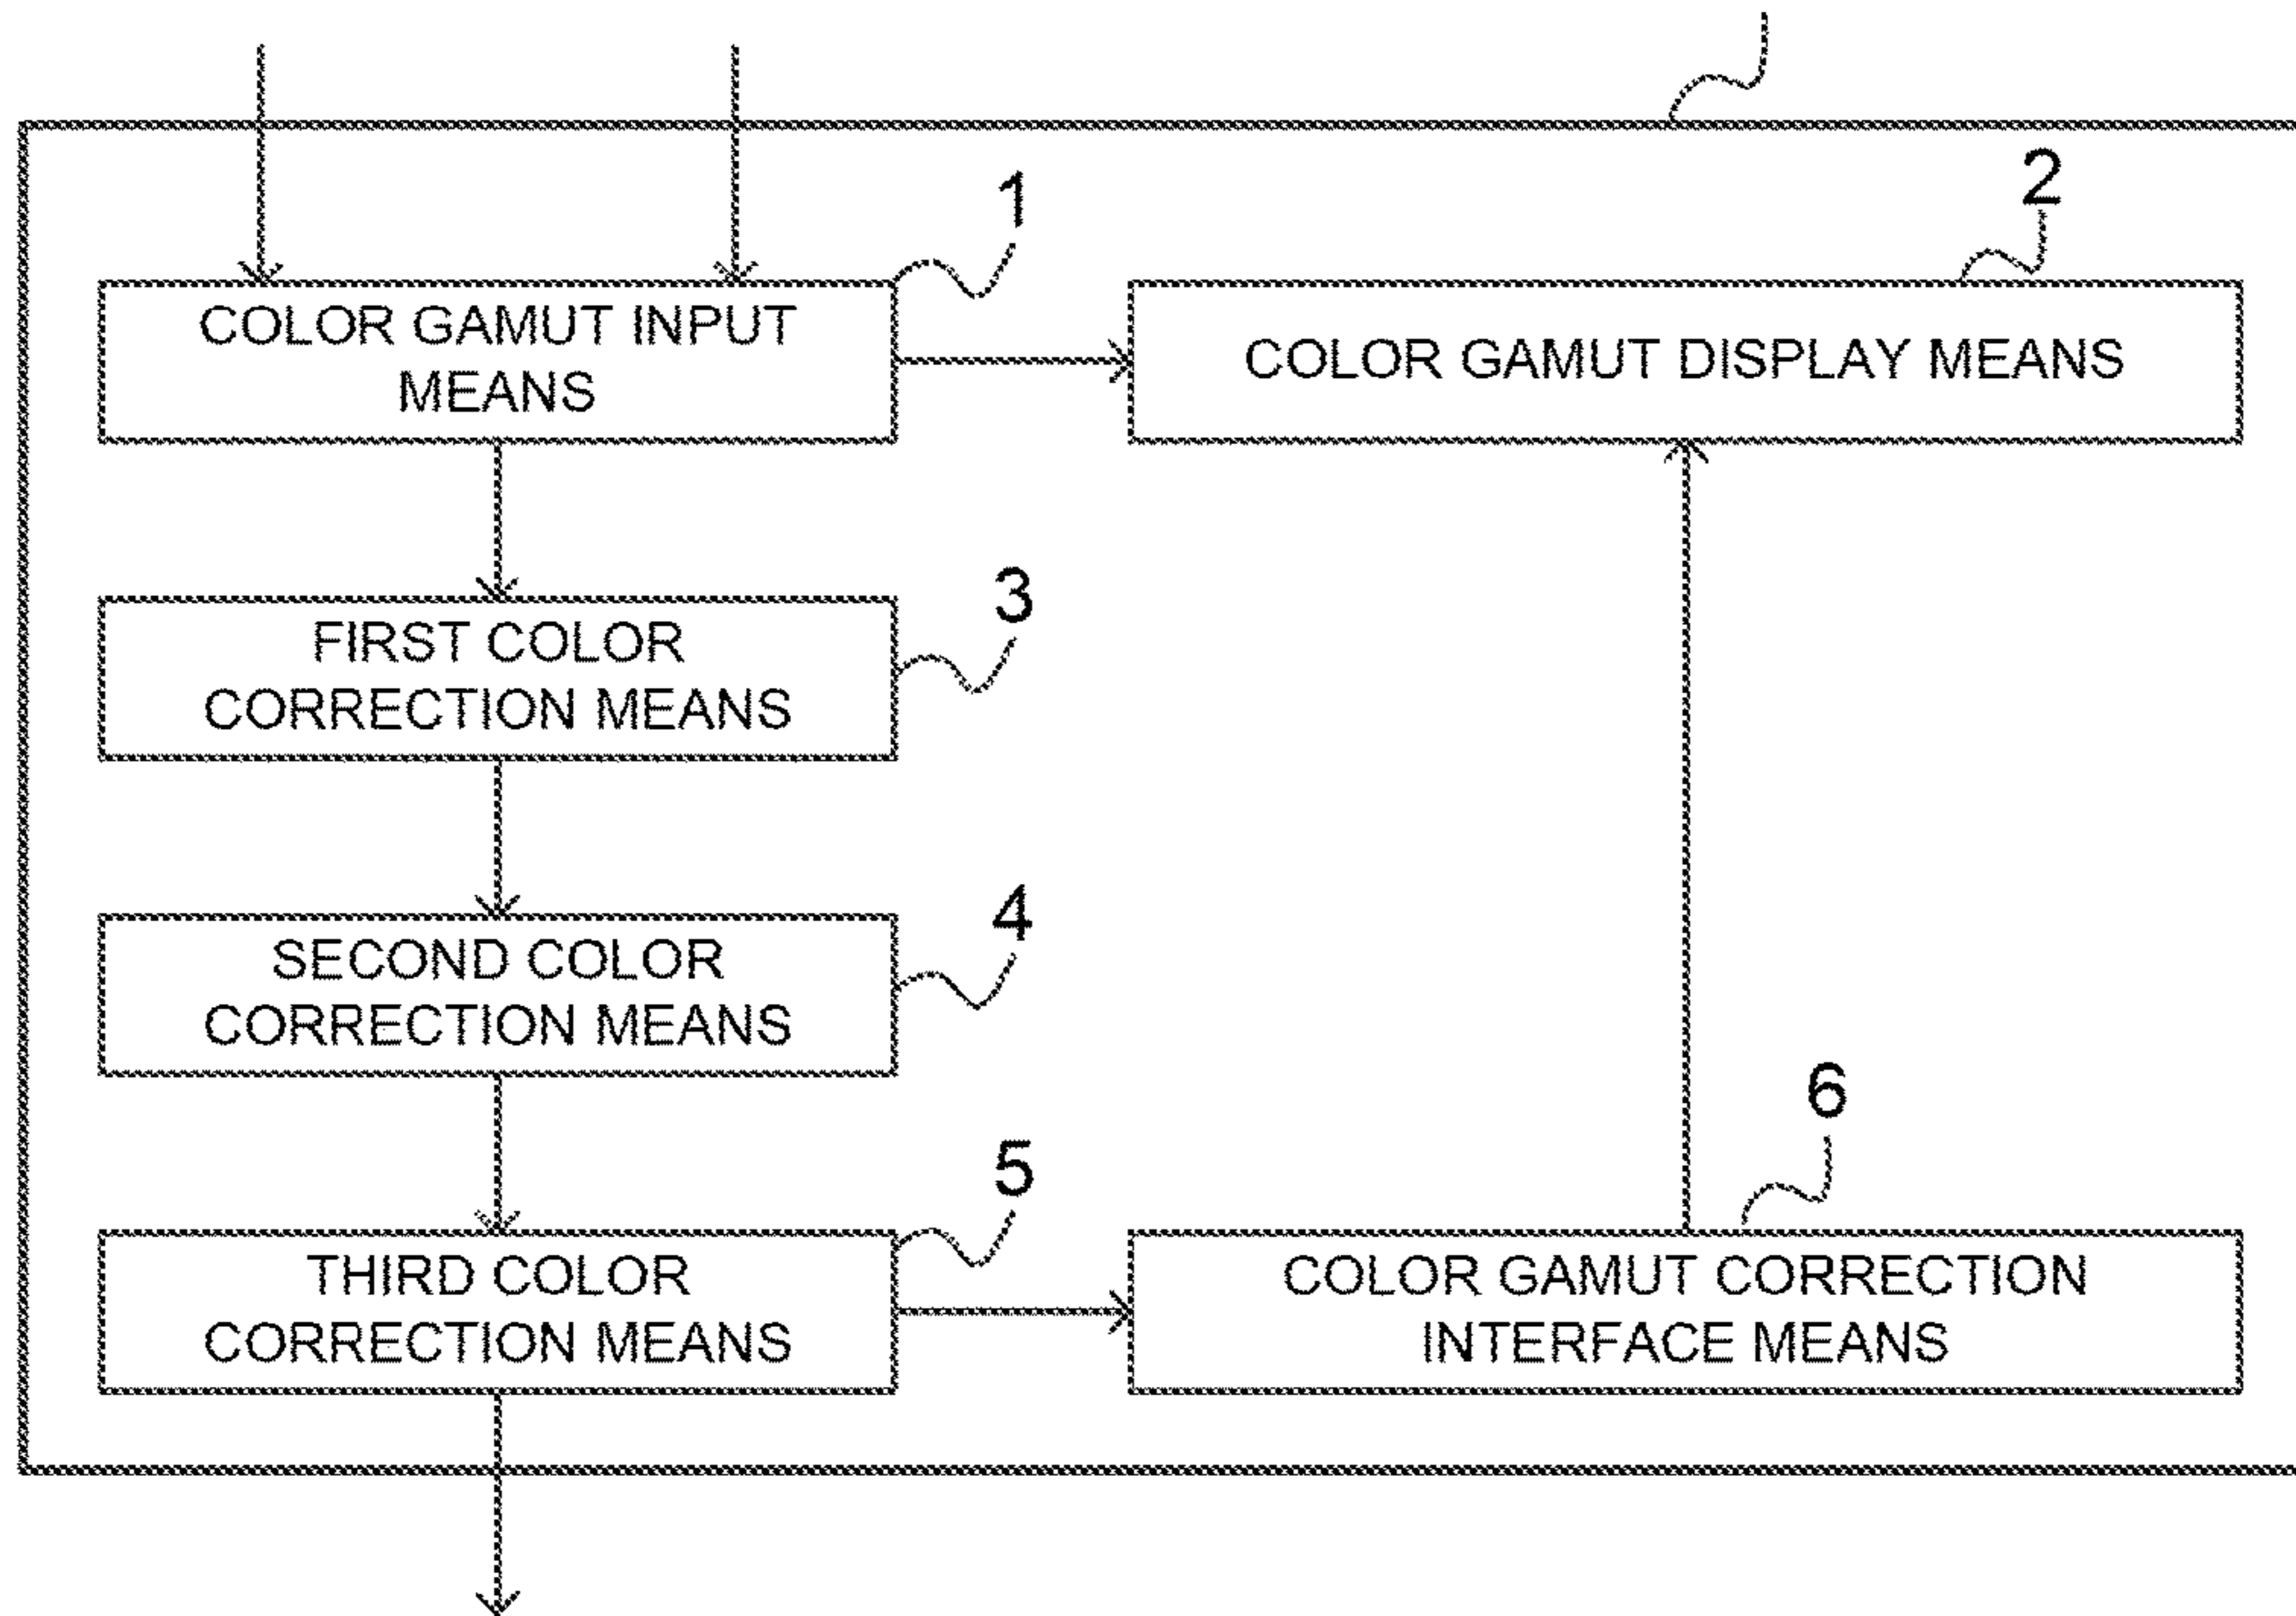 1
2
COLOR GAMUT INPUT
MEANS
COLOR GAMUT DISPLAY MEANS
3
FIRST COLOR
CORRECTION MEANS
4
SECOND COLOR
CORRECTION MEANS
6
5
THIRD COLOR
CORRECTION MEANS
COLOR GAMUT CORRECTION
INTERFACE MEANS